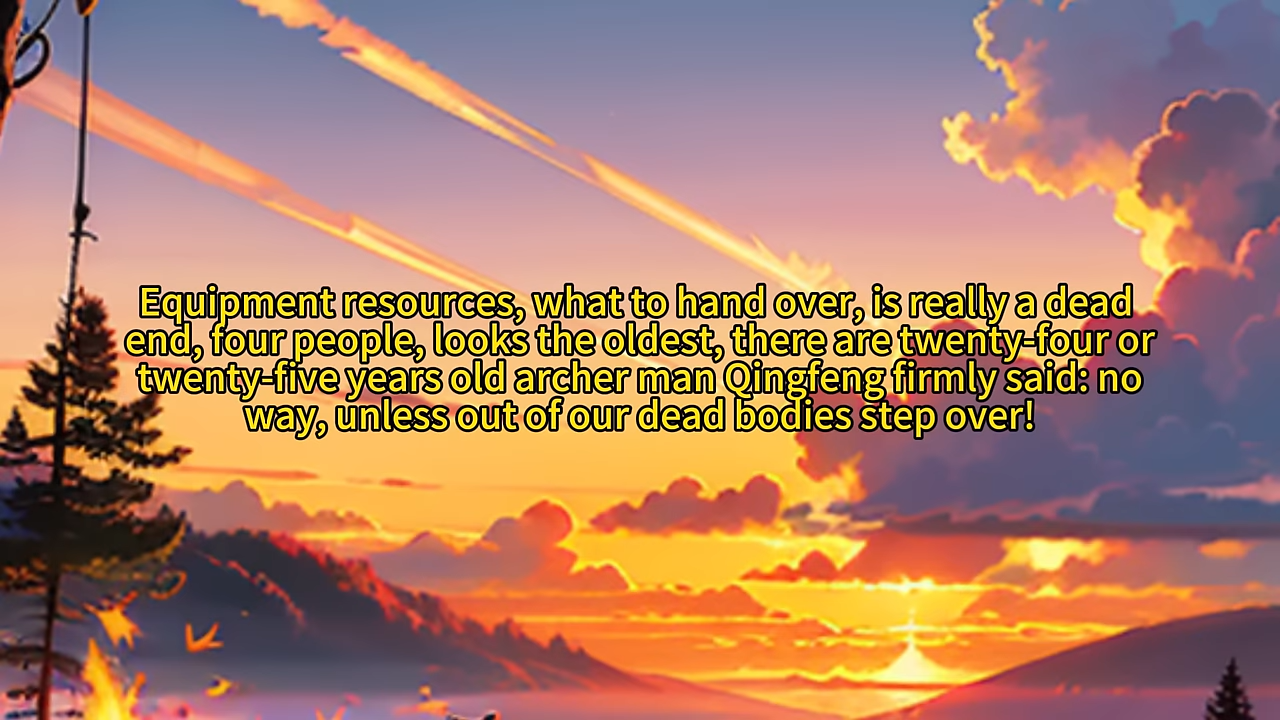 Equipment resources, what to hand over, is really a dead
end, four people, looks the oldest, there are twenty-four or
twenty-five years old archer man Qingfeng firmly said: no
way, unless out of our dead bodies step over!